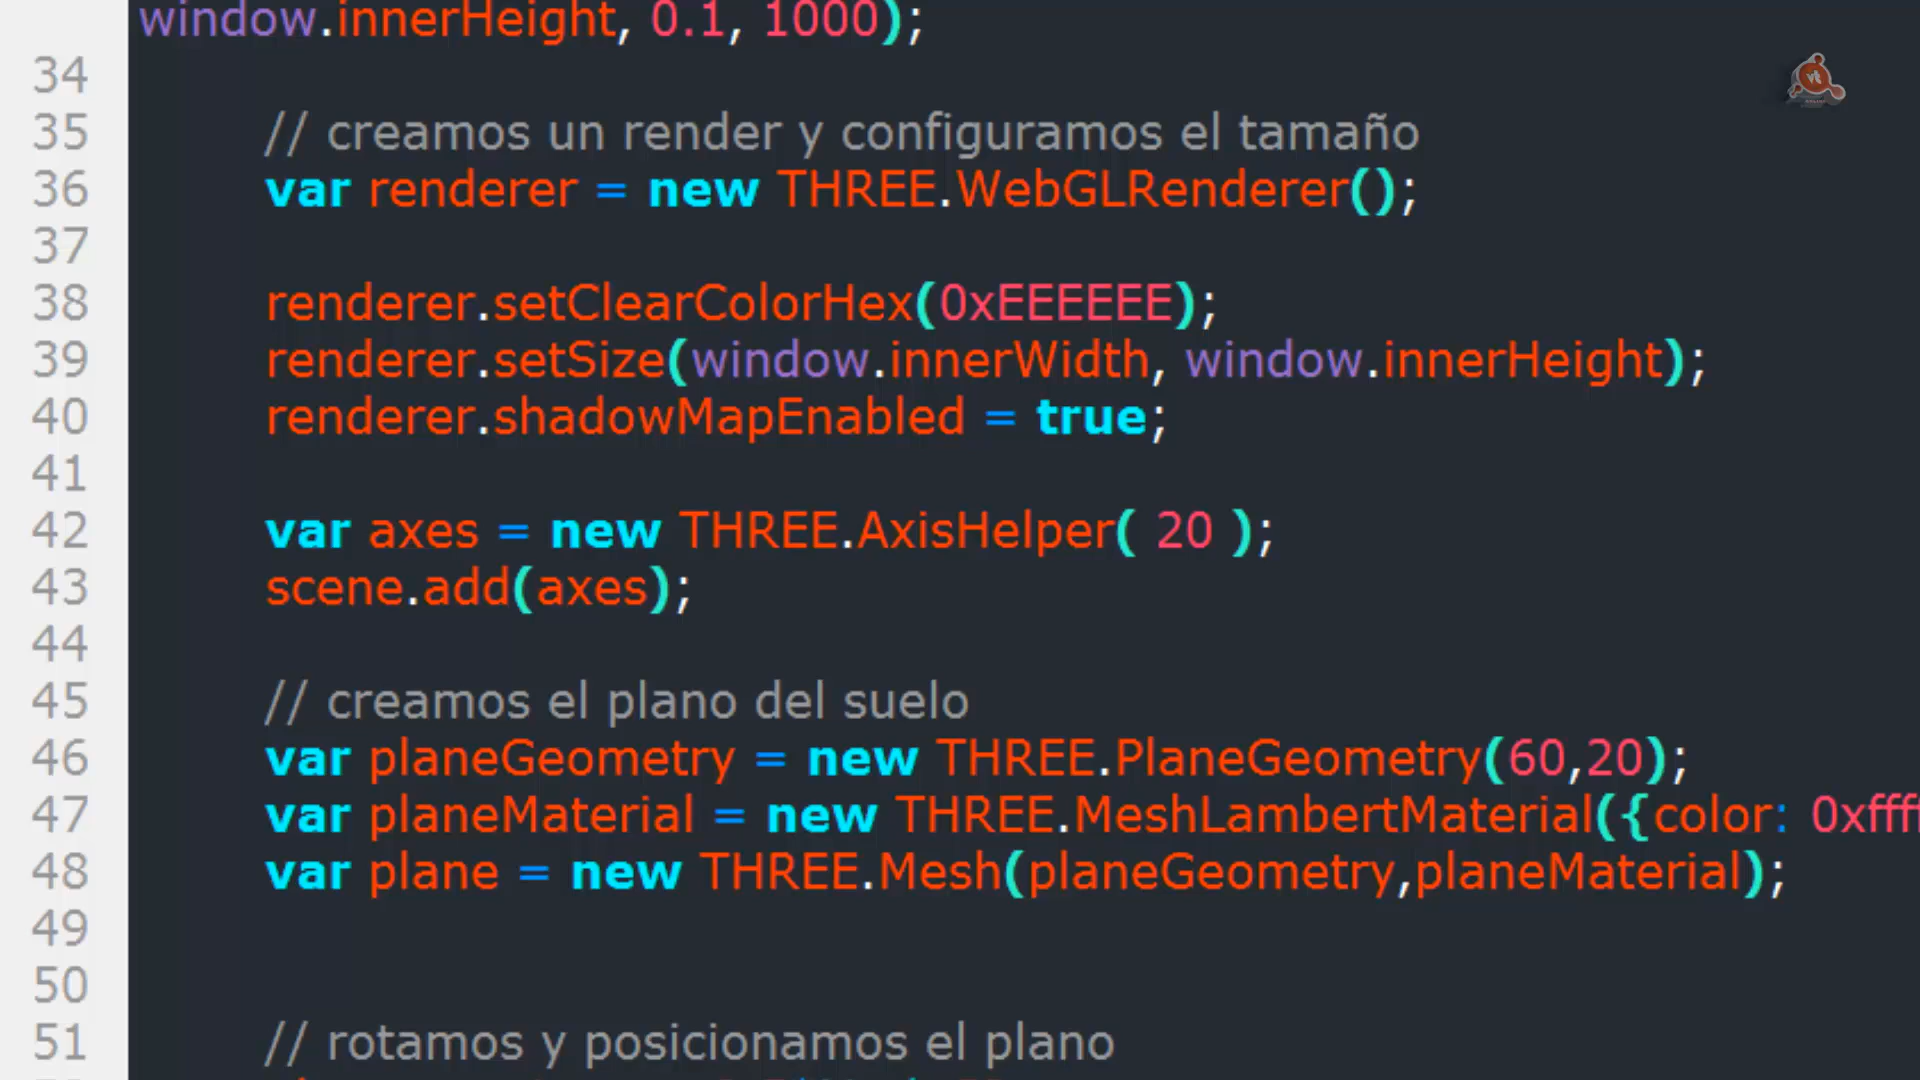 window.innerHeight, 0.1, 1000);
34
35 // creamos un render y configuramos el tamaño
36 var renderer = new THREE.WebGLRenderer();
37
38 renderer.setClearColorHex(0xEEEEEE);
39 renderer.setSize(window.innerWidth, window.innerHeight);
40 renderer.shadowMapEnabled = true;
41
42 var axes = new THREE.AxisHelper( 20 );
43 scene.add(axes);
44
45 // creamos el plano del suelo
46 var planeGeometry = new THREE.PlaneGeometry(60,20);
47 var planeMaterial = new THREE.MeshLambertMaterial({color: 0xfff
48 var plane = new THREE.Mesh(planeGeometry,planeMaterial);
49
50
51 // rotamos y posicionamos el plano
vt